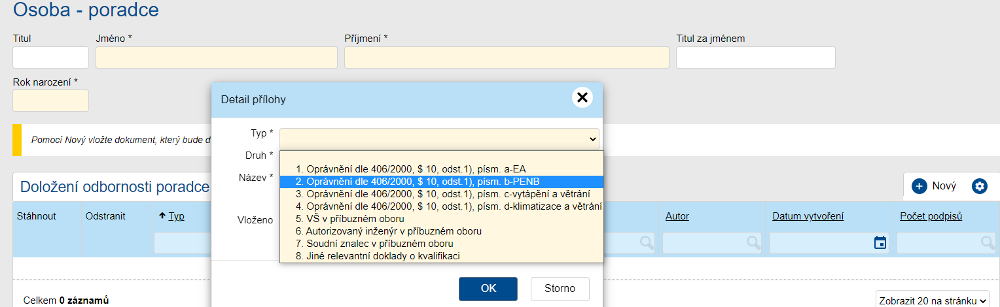 Osoba - poradce
Titul
Jméno *
Příjmení *
Titul za jménem
Rok narození *
Detail přílohy
Pomocí Nový vložte dokument, který bude d
Typ *
Druh *
Název *
Vloženo
1. Oprávnění dle 406/2000, $ 10, odst.1), písm. a-EA
2. Oprávnění dle 406/2000, $ 10, odst.1), písm. b-PENB
3. Oprávnění dle 406/2000, $ 10, odst.1), písm. c-vytápění a větrání
4. Oprávnění dle 406/2000, $ 10, odst.1), písm. d-klimatizace a větrání
5. VŠ v příbuzném oboru
6. Autorizovaný inženýr v příbuzném oboru
7. Soudní znalec v příbuzném oboru
8. Jiné relevantní doklady o kvalifikaci
OK
Storno
Doložení odbornosti poradce
Nový
Stáhnout
Odstranit
Typ
Autor
Datum vytvoření
Počet podpisů
Celkem 0 záznamů
Zobrazit 20 na stránku